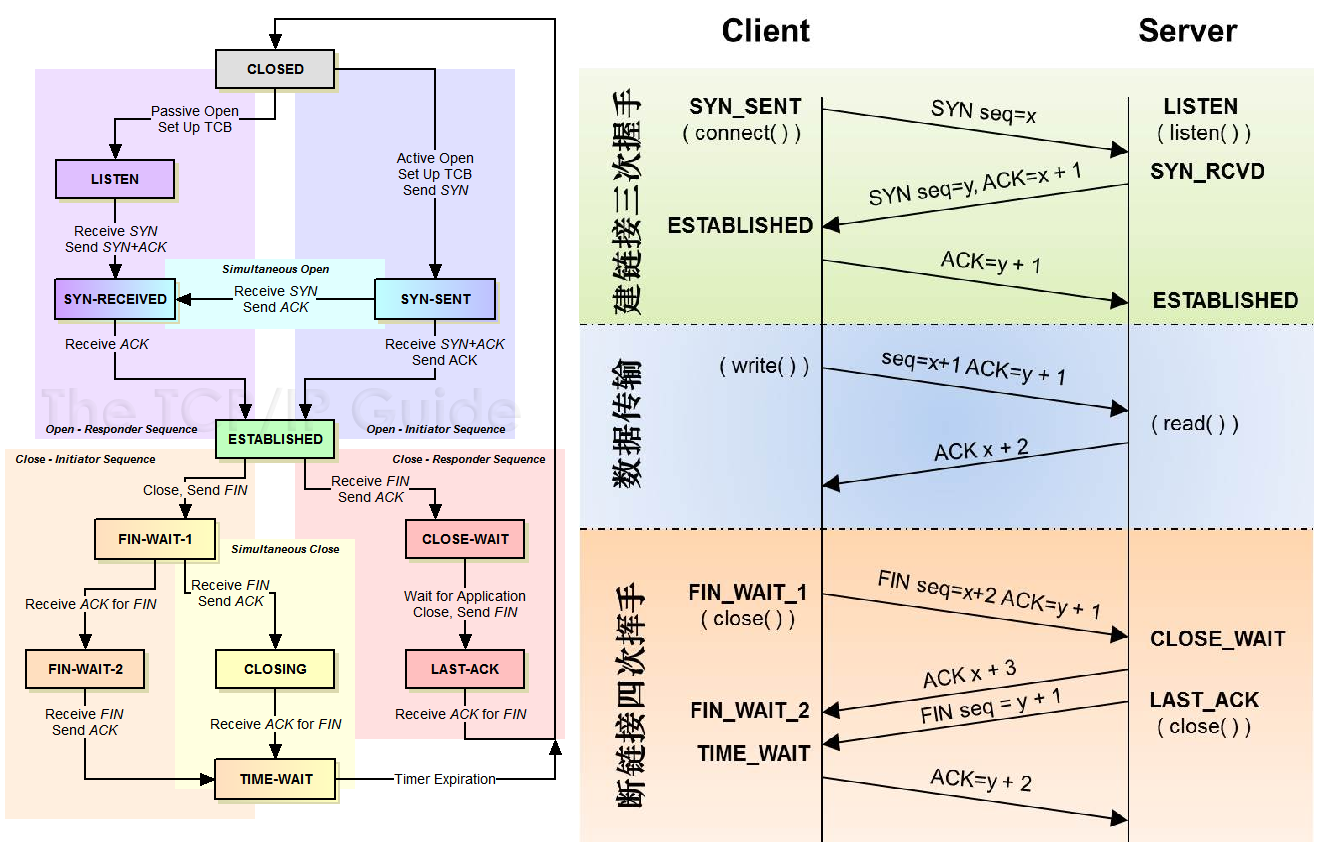 CLOSED
Passive Open
Set Up TCB
LISTEN
Active Open
Set Up TCB
Send SYN
Receive SYN
Send SYN+ACK
Simultaneous Open
SYN-RECEIVED
Receive SYN
Send ACK
SYN-SENT
Receive ACK
Receive SYN+ACK
Send ACK
The TCP/IP Guide
Open - Responder Sequence
ESTABLISHED
Open - Initiator Sequence
Close - Initiator Sequence
Close - Responder Sequence
Close, Send FIN
Receive FIN
Send ACK
FIN-WAIT-1
Simultaneous Close
CLOSE-WAIT
Receive ACK for FIN
Receive FIN
Send ACK
Wait for Application
Close, Send FIN
FIN-WAIT-2
CLOSING
LAST-ACK
Receive FIN
Send ACK
Receive ACK for FIN
Receive ACK for FIN
TIME-WAIT
Timer Expiration
Client
Server
建链接三次握手
SYN_SENT
( connect( ) )
SYN seq=x
LISTEN
( listen( ) )
SYN_RCVD
SYN seq=y, ACK=x + 1
ESTABLISHED
ACK=y + 1
ESTABLISHED
数据传输
( write( ) )
seq=x+1 ACK=y + 1
( read( ) )
ACK x + 2
断链接四次挥手
FIN_WAIT_1
( close( ) )
FIN seq=x+2 ACK=y + 1
CLOSE_WAIT
ACK x + 3
FIN_WAIT_2
FIN seq = y + 1
LAST_ACK
( close( ) )
TIME_WAIT
ACK=y + 2